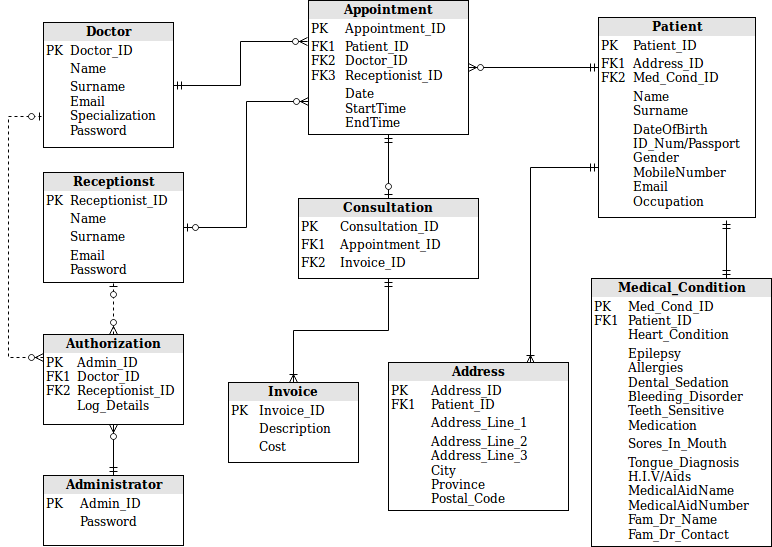 Doctor
PK Doctor_ID
Name
Surname
Email
Specialization
Password
Appointment
PK Appointment_ID
FK1 Patient_ID
FK2 Doctor_ID
FK3 Receptionist_ID
Date
StartTime
EndTime
Patient
PK Patient_ID
FK1 Address_ID
FK2 Med_Cond_ID
Name
Surname
DateOfBirth
ID_Num/Passport
Gender
MobileNumber
Email
Occupation
Receptionst
PK Receptionist_ID
Name
Surname
Email
Password
Consultation
PK Consultation_ID
FK1 Appointment_ID
FK2 Invoice_ID
Medical_Condition
PK Med_Cond_ID
FK1 Patient_ID
Heart_Condition
Epilepsy
Allergies
Dental_Sedation
Bleeding_Disorder
Teeth_Sensitive
Medication
Sores_In_Mouth
Tongue_Diagnosis
H.I.V/Aids
MedicalAidName
MedicalAidNumber
Fam_Dr_Name
Fam_Dr_Contact
Authorization
PK Admin_ID
FK1 Doctor_ID
FK2 Receptionist_ID
Log_Details
Invoice
PK Invoice_ID
Description
Cost
Address
PK Address_ID
FK1 Patient_ID
Address_Line_1
Address_Line_2
Address_Line_3
City
Province
Postal_Code
Administrator
PK Admin_ID
Password